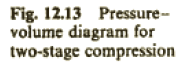 Fig. 12.13 Pressure–
volume diagram for
two-stage compression